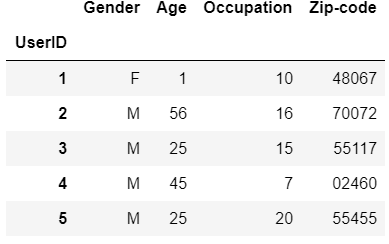 Gender Age Occupation Zip-code
UserID
1 F 1 10 48067
2 M 56 16 70072
3 M 25 15 55117
4 M 45 7 02460
5 M 25 20 55455